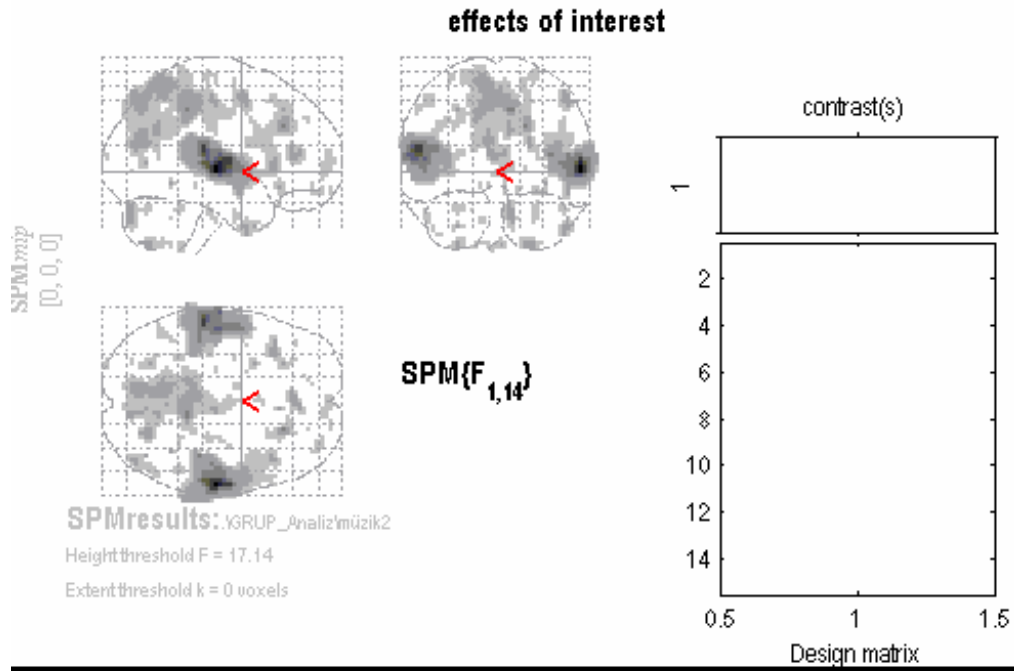 effects of interest
SPMmip
[0, 0, 0]
<
<
<
SPM{F1,14}
SPMresults: .\GRUP_Analiz\müzik2
Height threshold F = 17.14
Extent threshold k = 0 voxels
contrast(s)
1
2
4
6
8
10
12
14
0.5 1 1.5
Design matrix